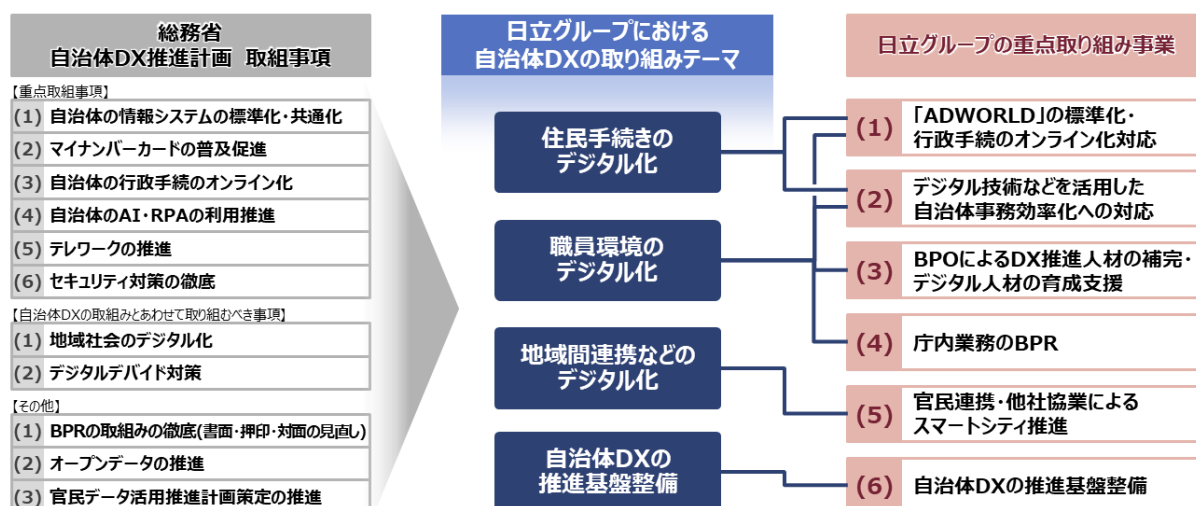 総務省
自治体DX推進計画 取組事項
【重点取組事項】
(1) 自治体の情報システムの標準化・共通化
(2) マイナンバーカードの普及促進
(3) 自治体の行政手続のオンライン化
(4) 自治体のAI・RPAの利用推進
(5) テレワークの推進
(6) セキュリティ対策の徹底
【自治体DXの取組みとあわせて取り組むべき事項】
(1) 地域社会のデジタル化
(2) デジタルデバイド対策
【その他】
(1) BPRの取組みの徹底(書面・押印・対面の見直し)
(2) オープンデータの推進
(3) 官民データ活用推進計画策定の推進
日立グループにおける
自治体DXの取り組みテーマ
住民手続きの
デジタル化
職員環境の
デジタル化
地域間連携などの
デジタル化
自治体DXの
推進基盤整備
日立グループの重点取り組み事業
(1) 「ADWORLD」の標準化・
行政手続のオンライン化対応
(2) デジタル技術などを活用した
自治体事務効率化への対応
(3) BPOによるDX推進人材の補完・
デジタル人材の育成支援
(4) 庁内業務のBPR
(5) 官民連携・他社協業による
スマートシティ推進
(6) 自治体DXの推進基盤整備